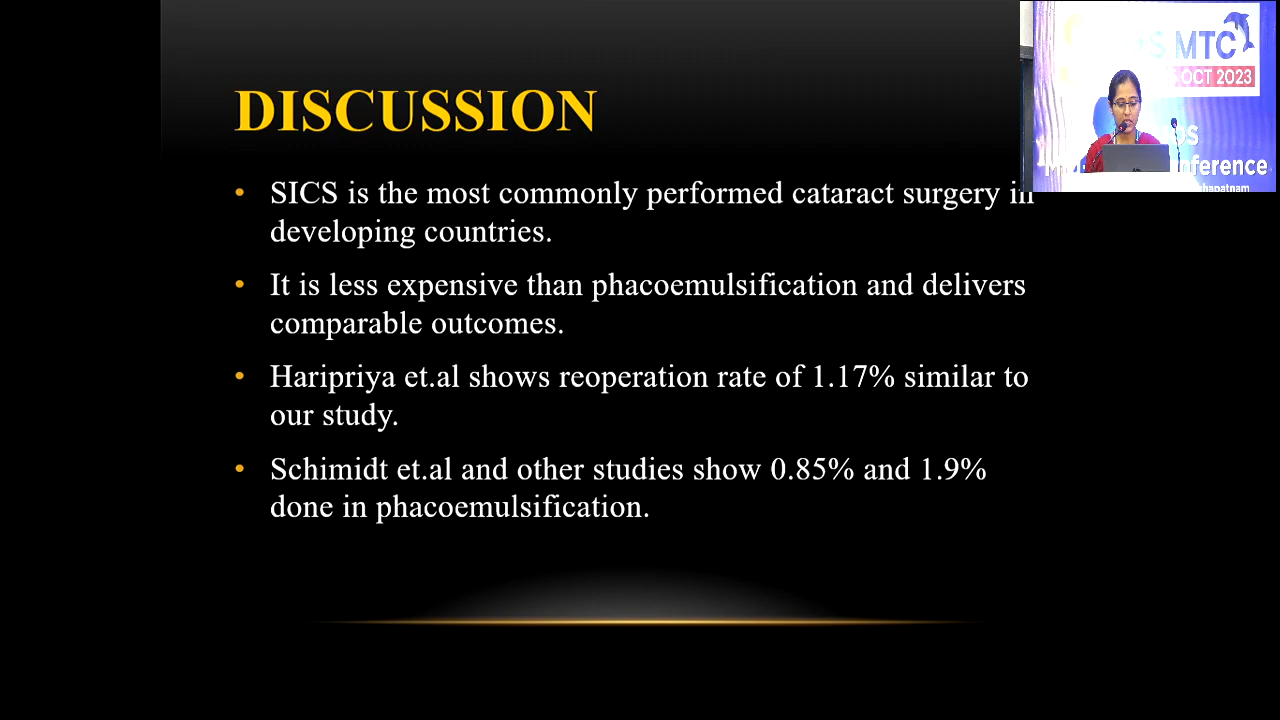 DISCUSSION
• SICS is the most commonly performed cataract surgery in
developing countries.
• It is less expensive than phacoemulsification and delivers
comparable outcomes.
• Haripriya et.al shows reoperation rate of 1.17% similar to
our study.
• Schimidt et.al and other studies show 0.85% and 1.9%
done in phacoemulsification.
MTC
OCT 2023